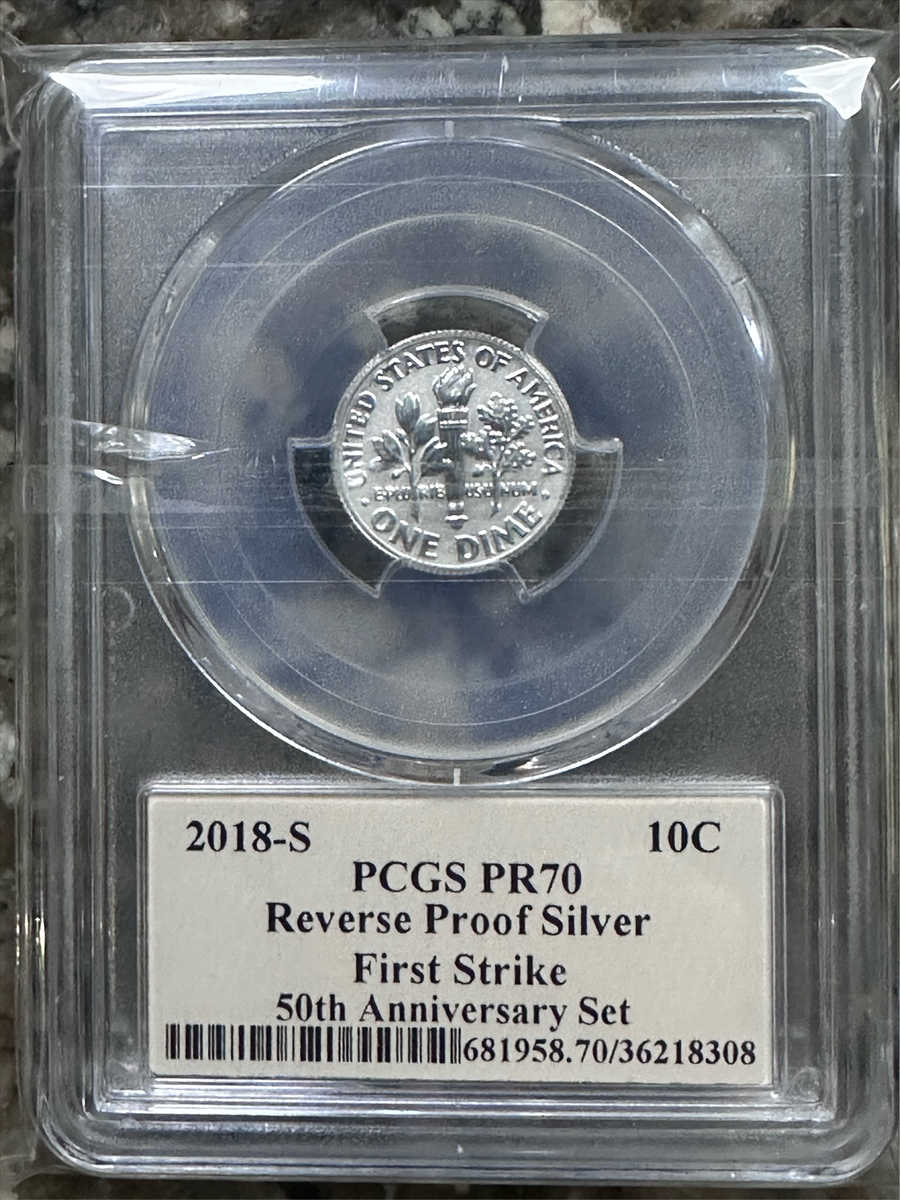 UNITED STATES OF AMERICA
E PLURIBUS UNUM
ONE DIME
2018-S 10C
PCGS PR70
Reverse Proof Silver
First Strike
50th Anniversary Set
681958.70/36218308